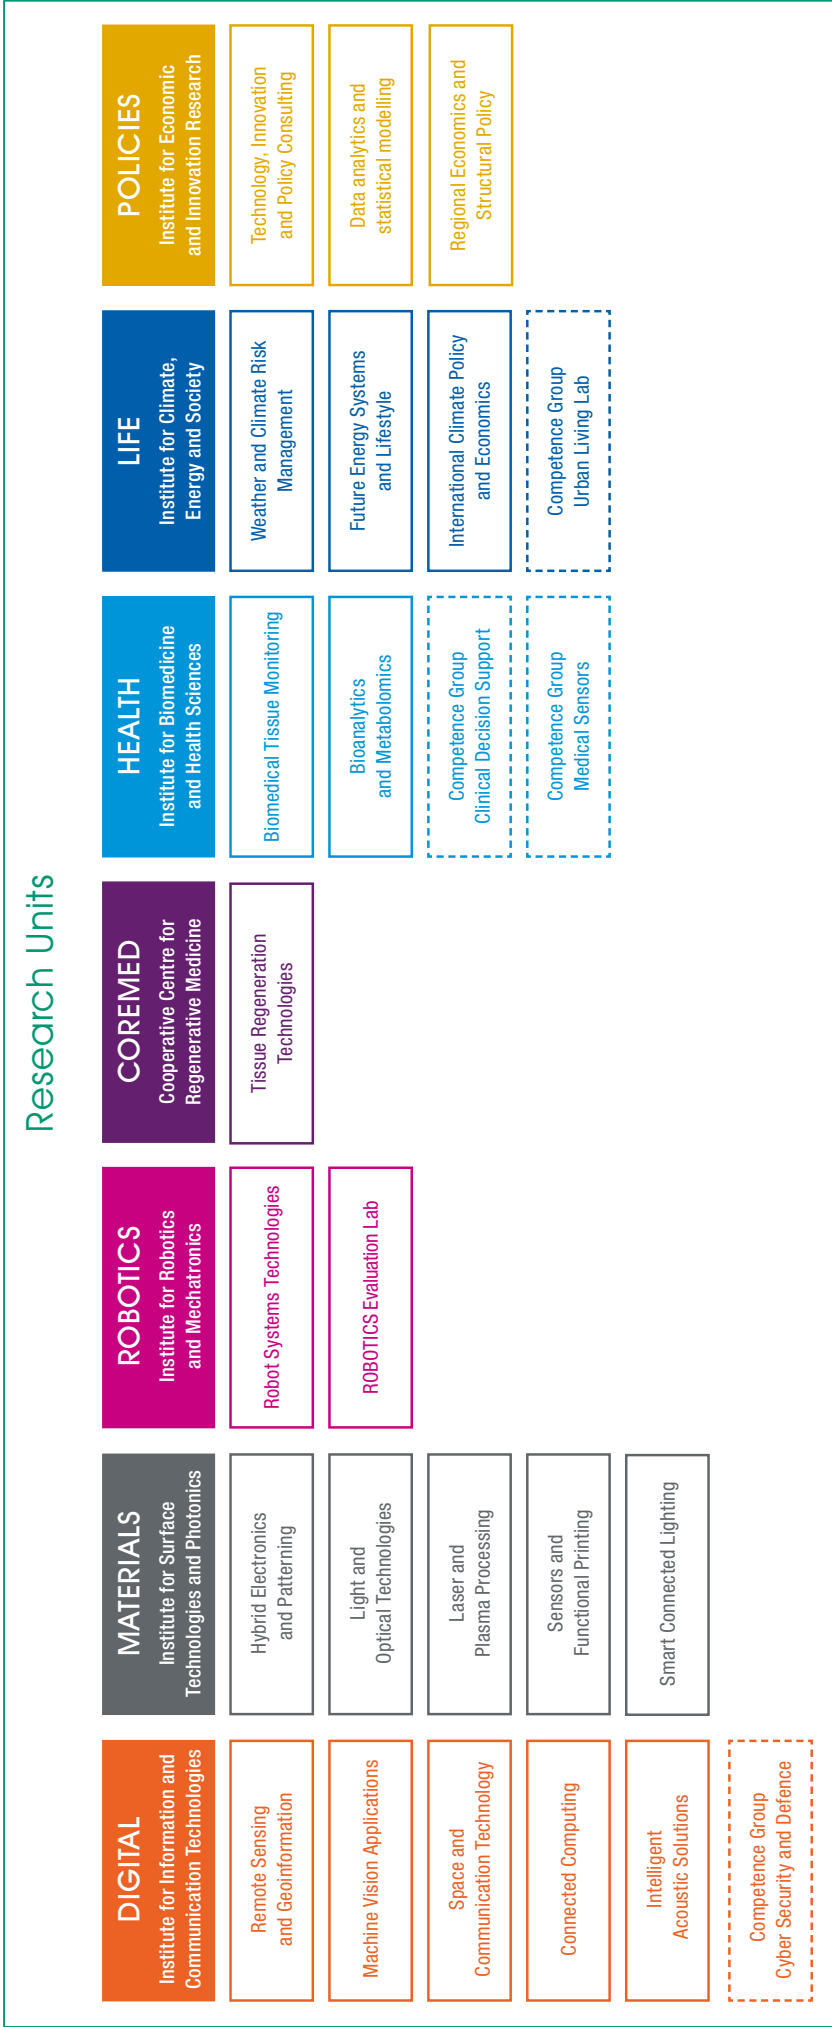 Research Units
DIGITAL
Institute for Information and
Communication Technologies
Remote Sensing
and Geoinformation
Machine Vision Applications
Space and
Communication Technology
Connected Computing
Intelligent
Acoustic Solutions
Competence Group
Cyber Security and Defence
MATERIALS
Institute for Surface
Technologies and Photonics
Hybrid Electronics
and Patterning
Light and
Optical Technologies
Laser and
Plasma Processing
Sensors and
Functional Printing
Smart Connected Lighting
ROBOTICS
Institute for Robotics
and Mechatronics
Robot Systems Technologies
ROBOTICS Evaluation Lab
COREMED
Cooperative Centre for
Regenerative Medicine
Tissue Regeneration
Technologies
HEALTH
Institute for Biomedicine
and Health Sciences
Biomedical Tissue Monitoring
Bioanalytics
and Metabolomics
Competence Group
Clinical Decision Support
Competence Group
Medical Sensors
LIFE
Institute for Climate,
Energy and Society
Weather and Climate Risk
Management
Future Energy Systems
and Lifestyle
International Climate Policy
and Economics
Competence Group
Urban Living Lab
POLICIES
Institute for Economic
and Innovation Research
Technology, Innovation
and Policy Consulting
Data analytics and
statistical modelling
Regional Economics and
Structural Policy